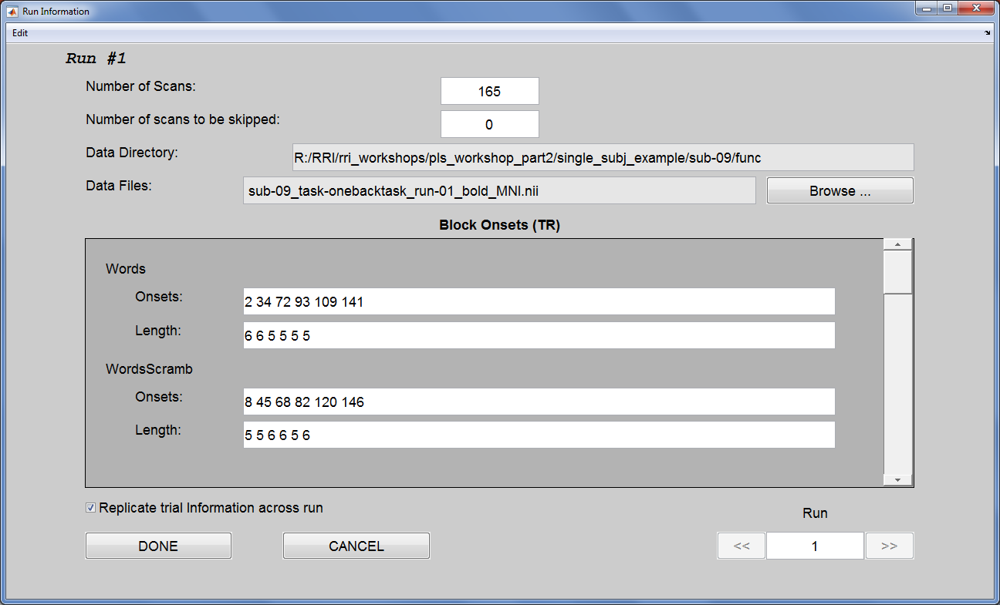 Run Information
Edit
Run #1
Number of Scans: 165
Number of scans to be skipped: 0
Data Directory: R:/RRI/rri_workshops/pls_workshop_part2/single_subj_example/sub-09/func
Data Files: sub-09_task-onebacktask_run-01_bold_MNI.nii Browse ...
Block Onsets (TR)
Words
Onsets: 2 34 72 93 109 141
Length: 6 6 5 5 5 5
WordsScramb
Onsets: 8 45 68 82 120 146
Length: 5 5 6 6 5 6
Replicate trial Information across run
Run
DONE CANCEL << 1 >>